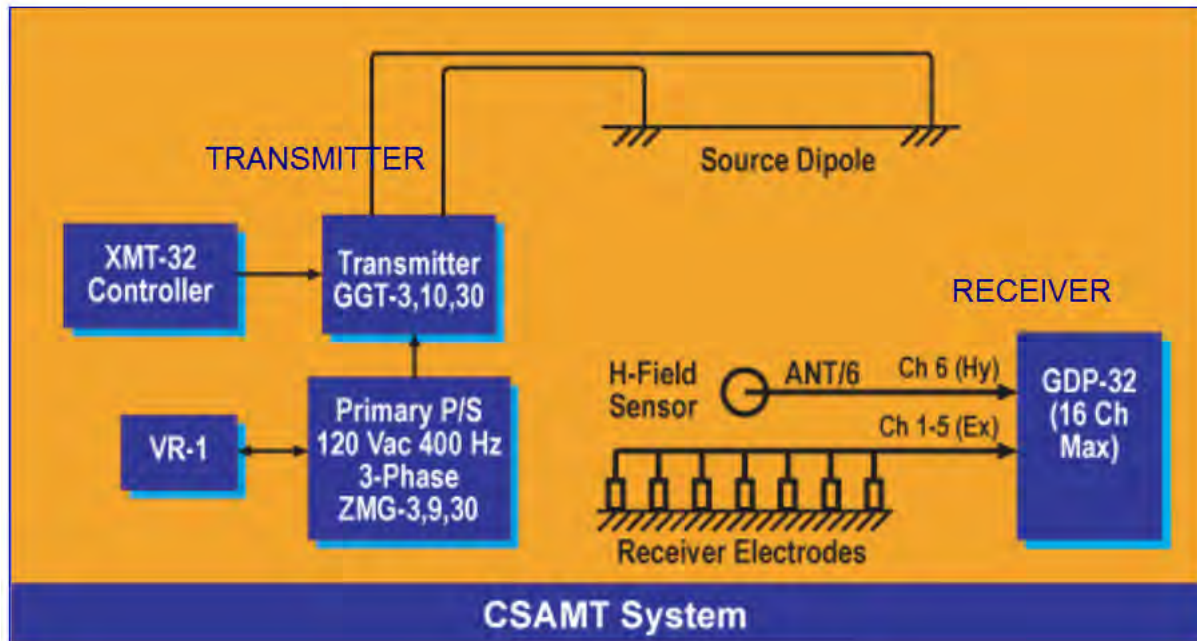 Source Dipole
TRANSMITTER
XMT-32
Controller
Transmitter
GGT-3,10,30
RECEIVER
VR-1
Primary P/S
120 Vac 400 Hz
3-Phase
ZMG-3,9,30
H-Field
Sensor
ANT/6
Ch 6 (Hy)
Ch 1-5 (Ex)
GDP-32
(16 Ch
Max)
Receiver Electrodes
CSAMT System